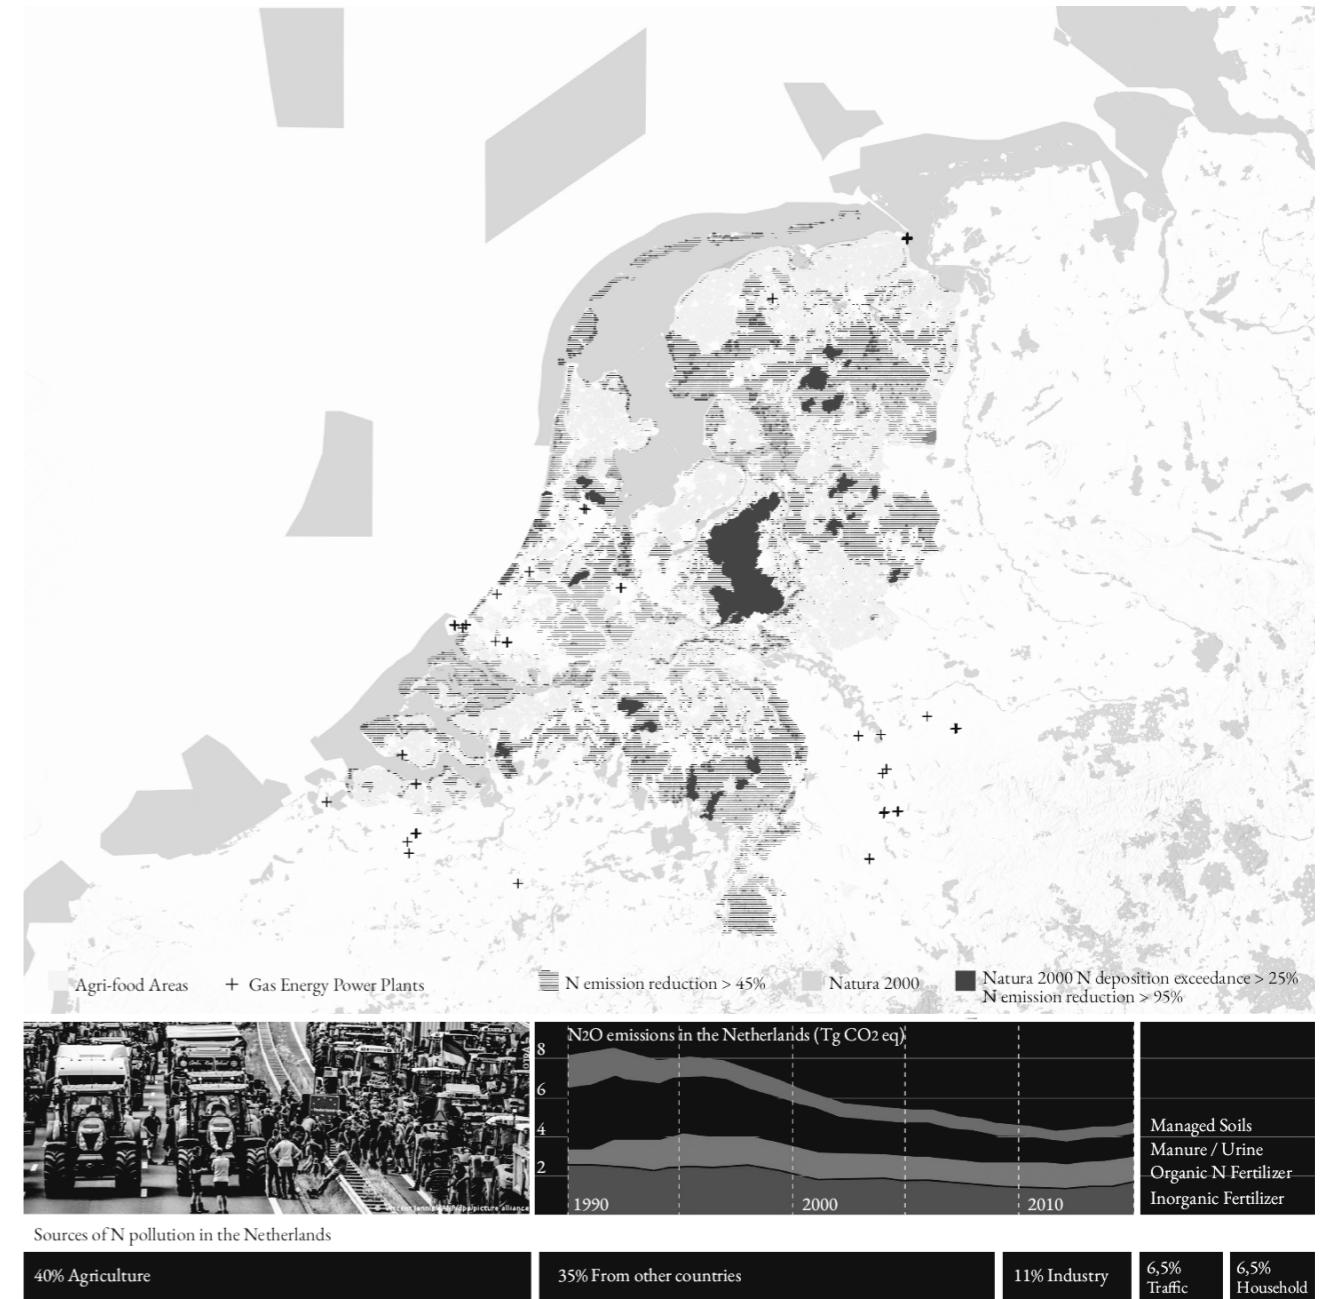 Agri-food Areas
Gas Energy Power Plants
N emission reduction > 45%
Natura 2000
Natura 2000 N deposition exceedance > 25%
N emission reduction > 95%
N2O emissions in the Netherlands (Tg CO2 eq)
8
6
4
2
1990
2000
2010
Managed Soils
Manure / Urine
Organic N Fertilizer
Inorganic Fertilizer
/dpa/picture alliance
Sources of N pollution in the Netherlands
40% Agriculture
35% From other countries
11% Industry
6,5%
Traffic
6,5%
Household